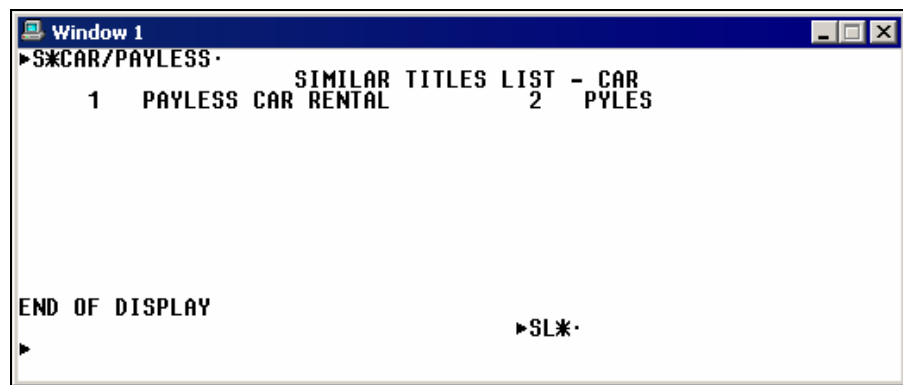 Window 1
►S*CAR/PAYLESS·
SIMILAR TITLES LIST - CAR
1 PAYLESS CAR RENTAL 2 PYLES
END OF DISPLAY
►SL*·
►